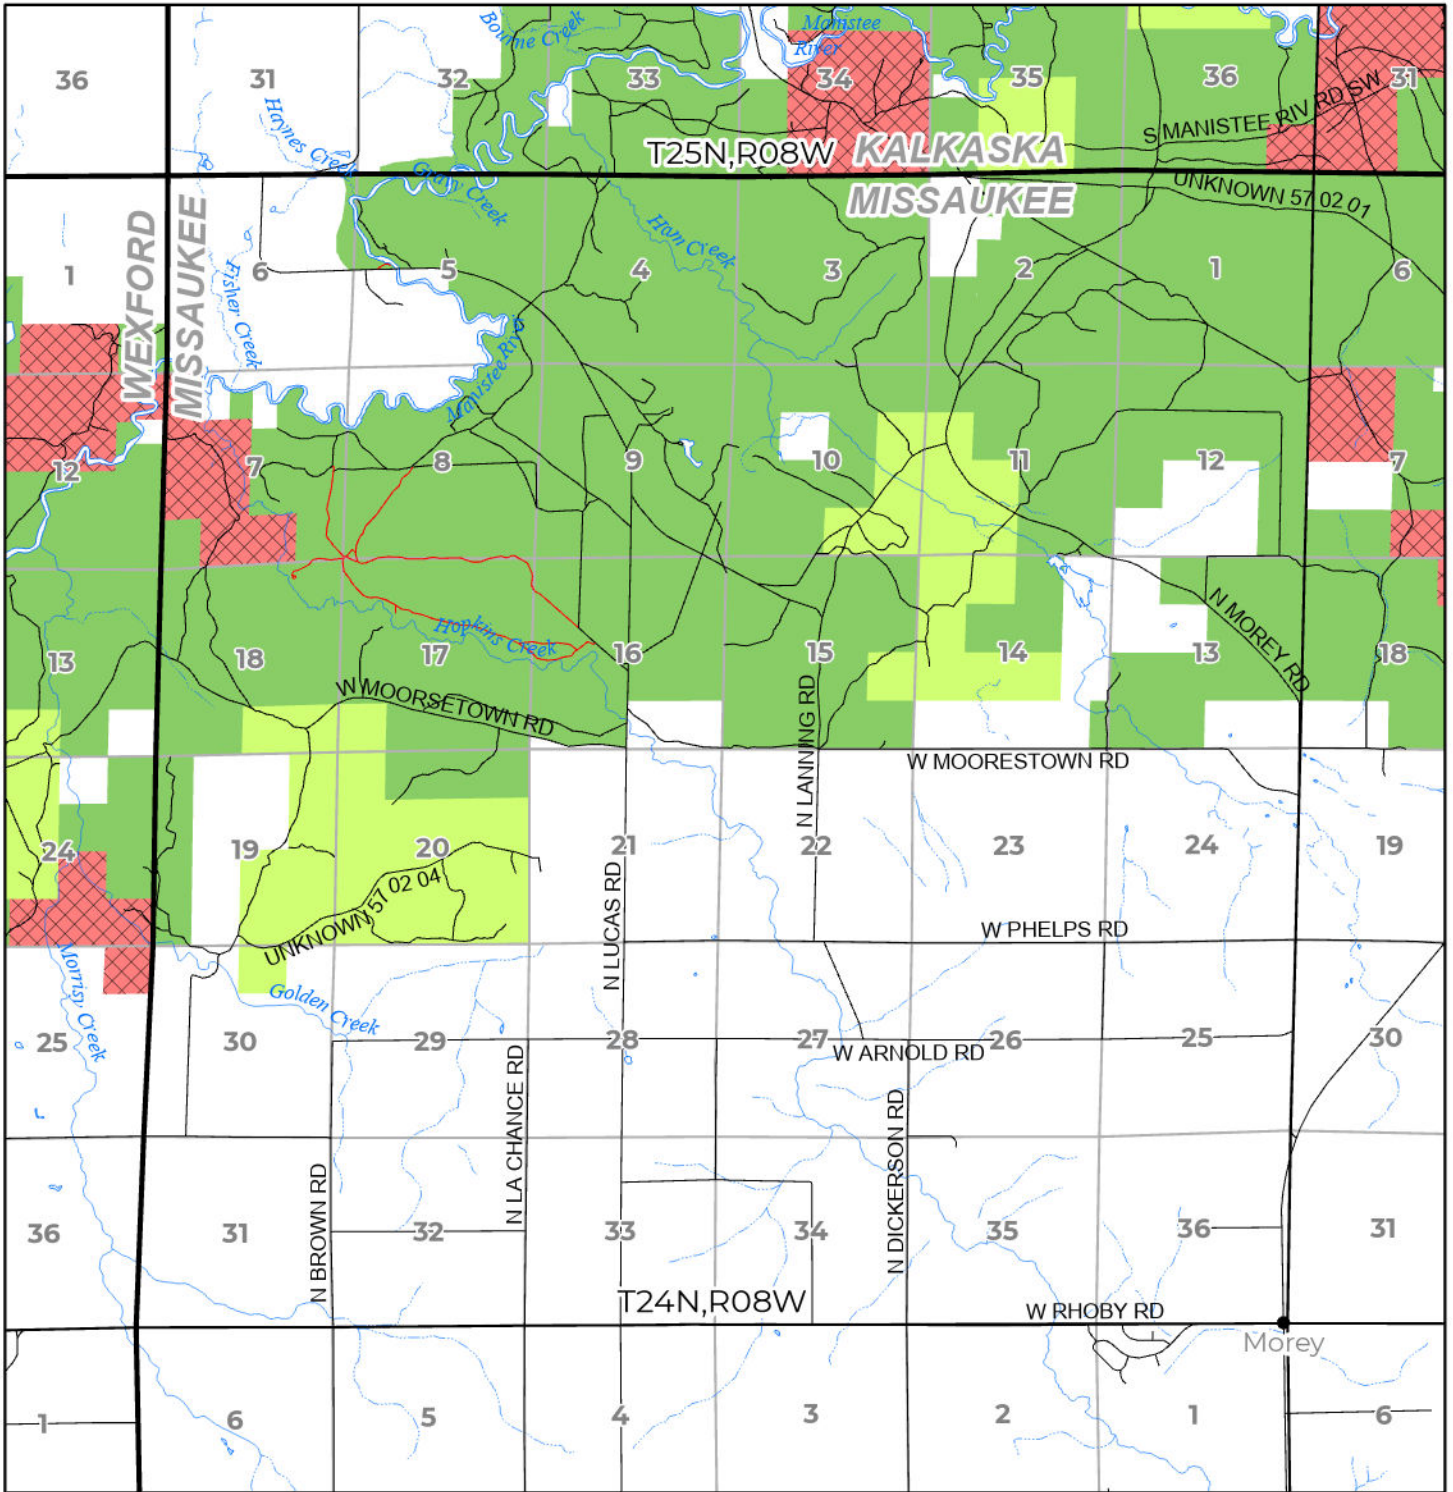 Bourne Creek
Manistee
River
36
31
32
33
34
35
36
31
S MANISTEE RIV RD SW
Haynes Creek
T25N,R08W
KALKASKA
MISSAUKEE
UNKNOWN 57 02 01
WEXFORD
MISSAUKEE
Ham Creek
1
6
5
4
3
2
1
6
Fisher Creek
Manistee River
12
7
8
9
10
11
12
7
N MOREY RD
Hopkins Creek
13
18
17
16
15
14
13
18
W MOORSETOWN RD
N LANNING RD
W MOORESTOWN RD
24
19
20
21
22
23
24
19
UNKNOWN 57 02 04
N LUCAS RD
W PHELPS RD
Morrisy Creek
Golden Creek
25
30
29
28
27
26
25
30
W ARNOLD RD
N LA CHANCE RD
N DICKERSON RD
N BROWN RD
36
31
32
33
34
35
36
31
T24N,R08W
W RHOBY RD
Morey
1
6
5
4
3
2
1
6